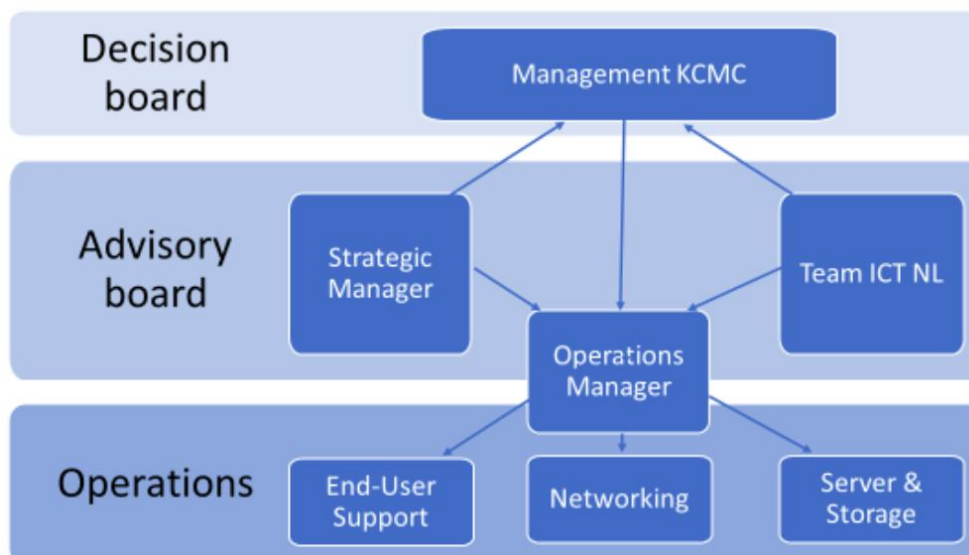 Decision
board
Management KCMC
Advisory
board
Strategic
Manager
Team ICT NL
Operations
Manager
Operations
End-User
Support
Networking
Server &
Storage